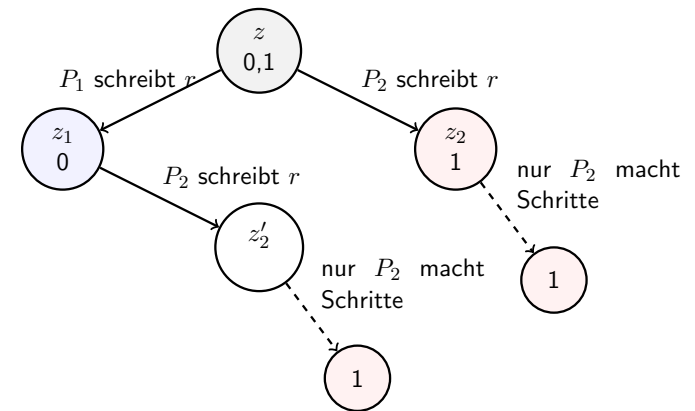 z
0,1
P₁ schreibt r
P₂ schreibt r
z₁
0
z₂
1
nur P₂ macht
Schritte
P₂ schreibt r
z′₂
nur P₂ macht
Schritte
1
1